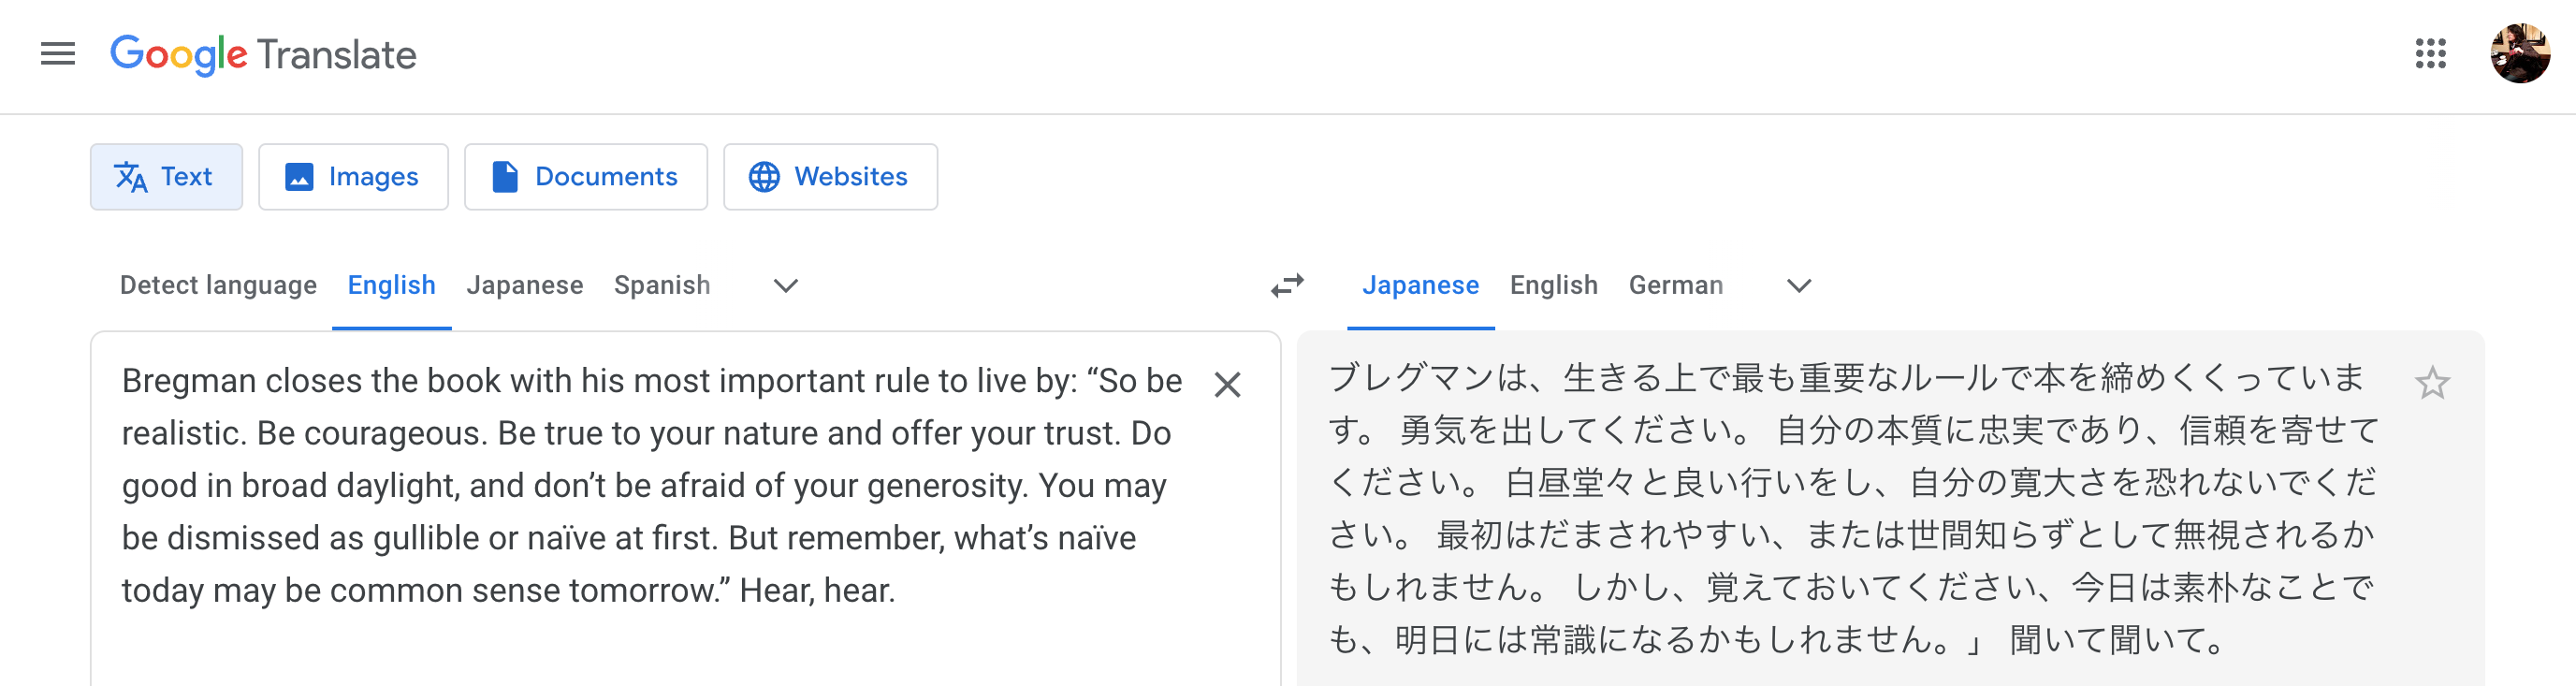 Google Translate
Text
Images
Documents
Websites
Detect language
English
Japanese
Spanish
Japanese
English
German
Bregman closes the book with his most important rule to live by: “So be
realistic. Be courageous. Be true to your nature and offer your trust. Do
good in broad daylight, and don’t be afraid of your generosity. You may
be dismissed as gullible or naïve at first. But remember, what’s naïve
today may be common sense tomorrow.” Hear, hear.
ブレグマンは、生きる上で最も重要なルールで本を締めくくっていま
す。 勇気を出してください。 自分の本質に忠実であり、信頼を寄せて
ください。 白昼堂々と良い行いをし、自分の寛大さを恐れないでくだ
さい。 最初はだまされやすい、または世間知らずとして無視されるか
もしれません。 しかし、覚えておいてください、今日は素朴なことで
も、明日には常識になるかもしれません。」 聞いて聞いて。